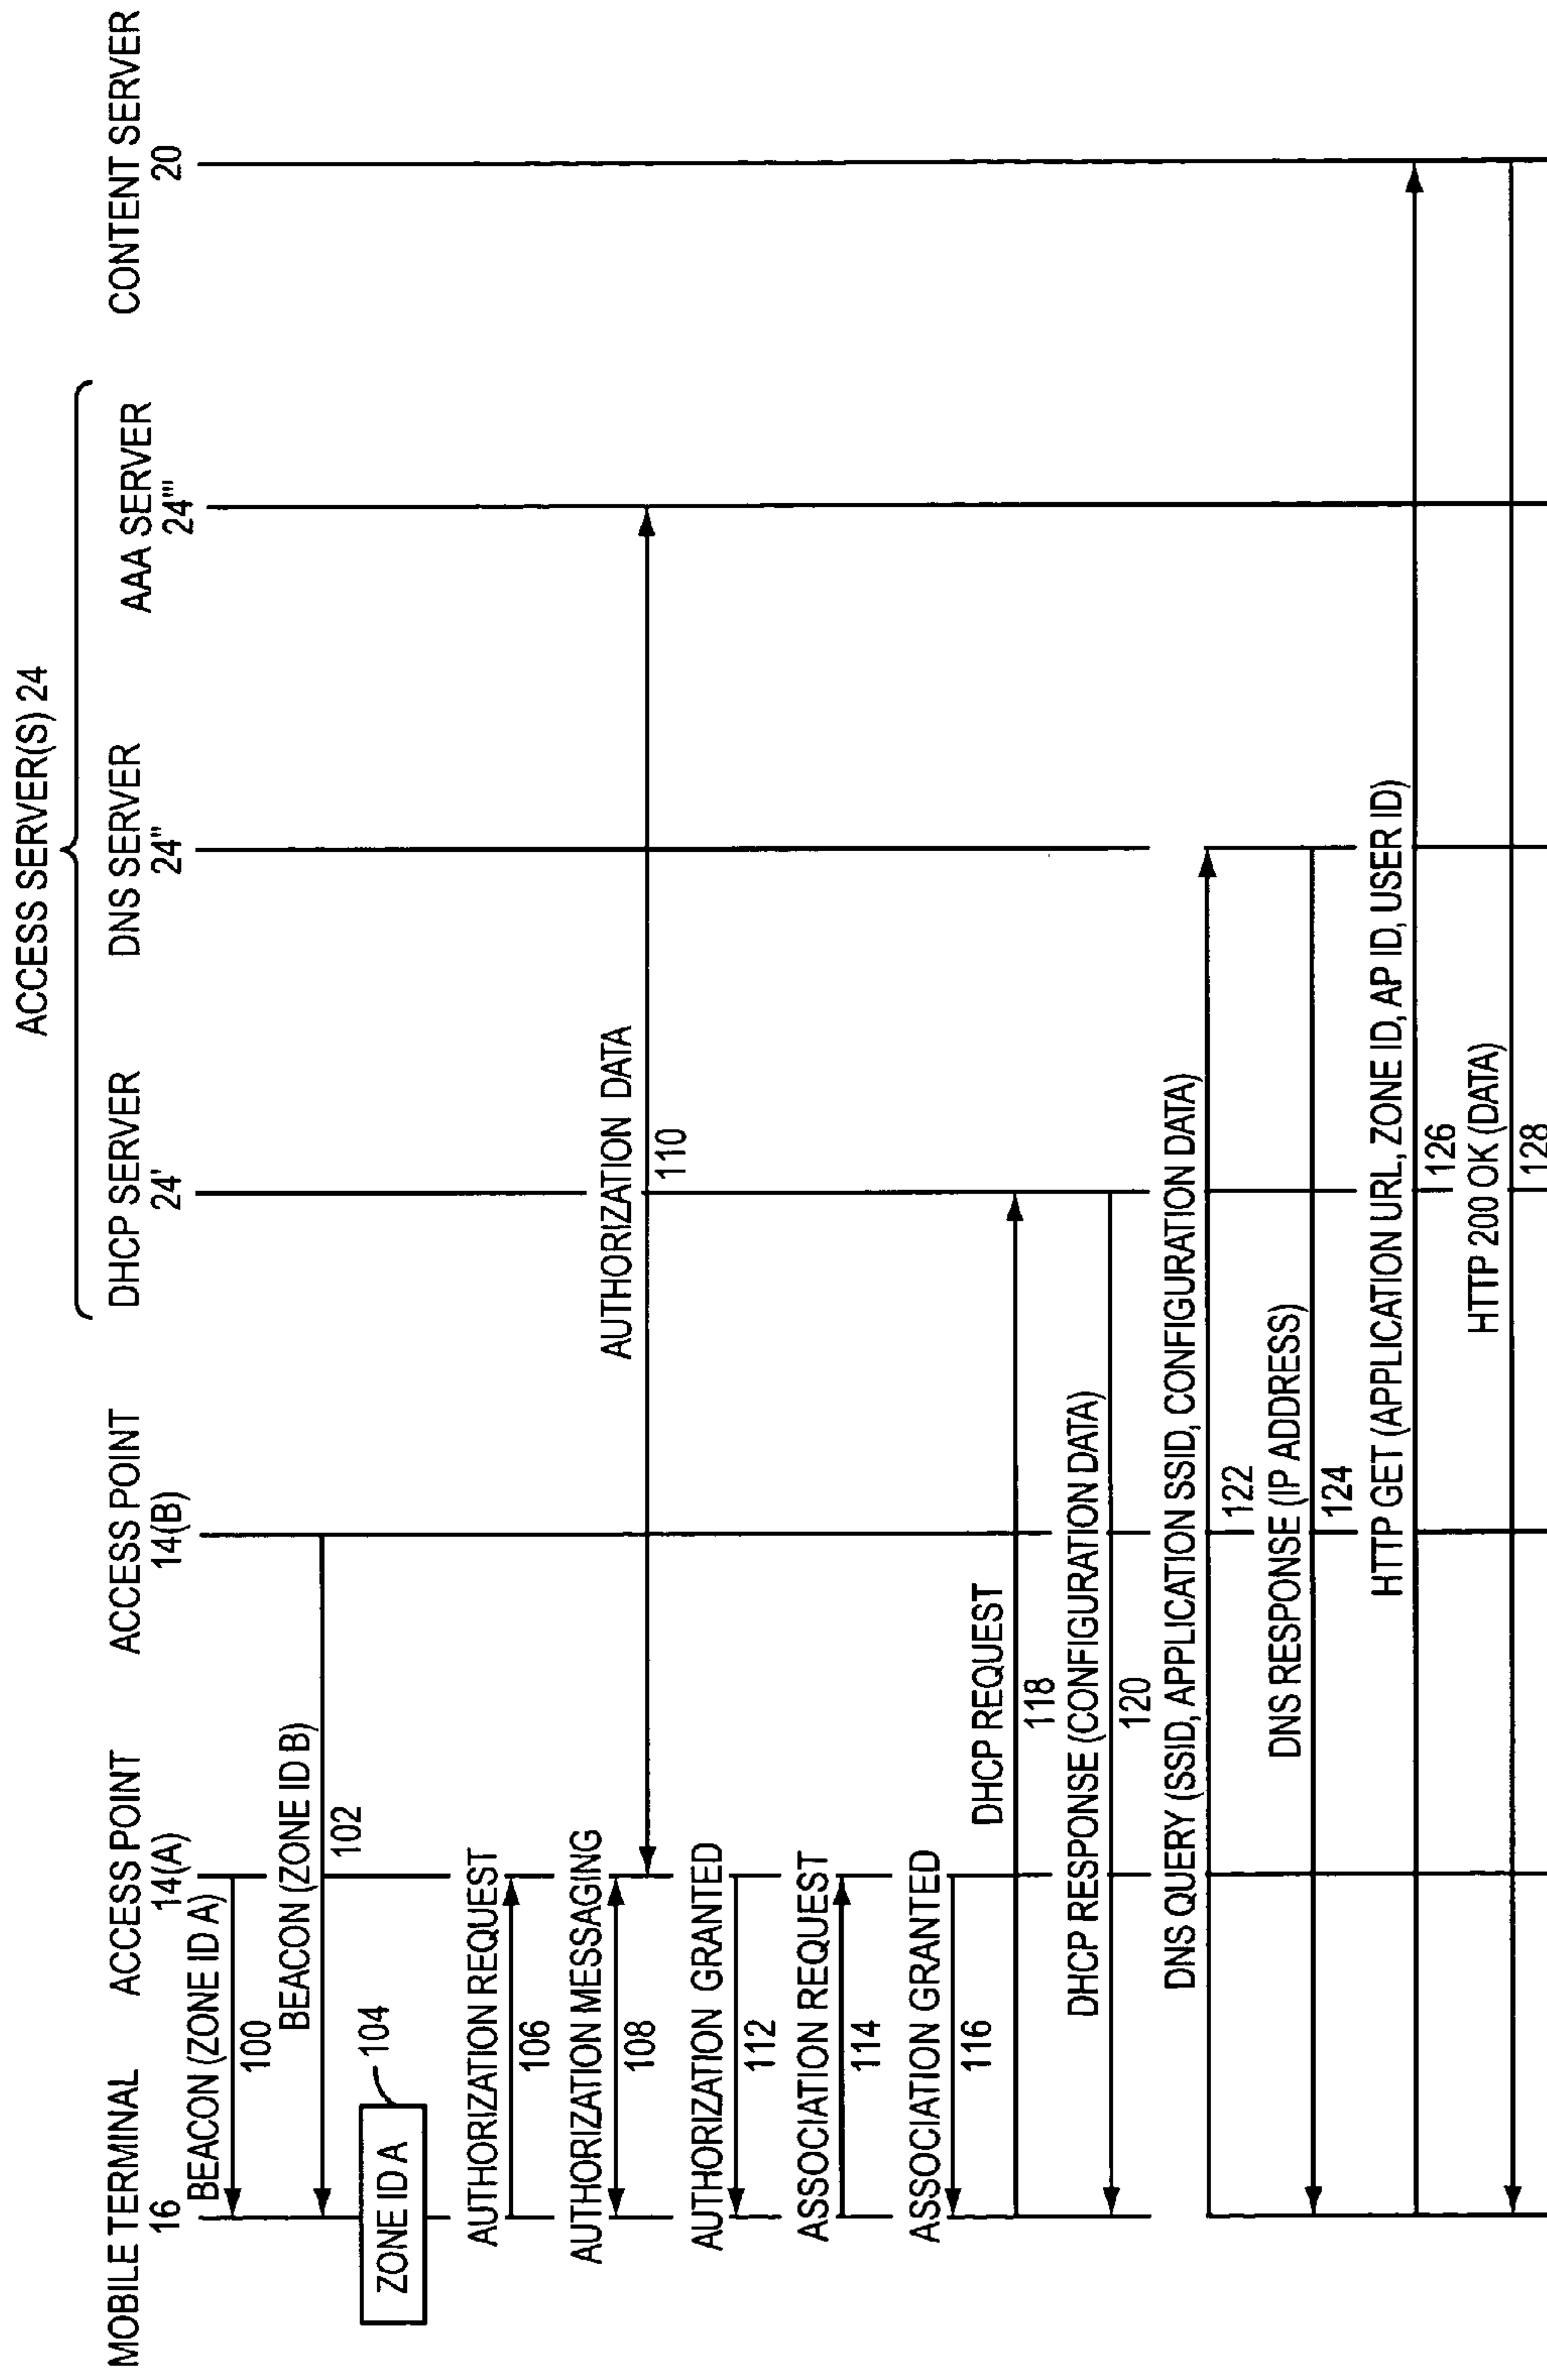 ACCESS SERVER(S) 24
MOBILE TERMINAL
16
ACCESS POINT
14(A)
ACCESS POINT
14(B)
DHCP SERVER
24'
DNS SERVER
24"
AAA SERVER
24'"
CONTENT SERVER
20
BEACON (ZONE ID A)
100
BEACON (ZONE ID B)
102
ZONE ID A
104
AUTHORIZATION REQUEST
106
AUTHORIZATION MESSAGING
108
AUTHORIZATION DATA
110
AUTHORIZATION GRANTED
112
ASSOCIATION REQUEST
114
ASSOCIATION GRANTED
116
DHCP REQUEST
118
DHCP RESPONSE (CONFIGURATION DATA)
120
DNS QUERY (SSID, APPLICATION SSID, CONFIGURATION DATA)
122
DNS RESPONSE (IP ADDRESS)
124
HTTP GET (APPLICATION URL, ZONE ID, AP ID, USER ID)
126
HTTP 200 OK (DATA)
128